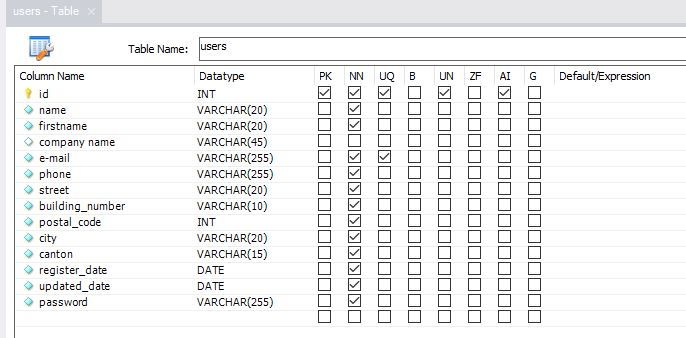 users - Table ×
Table Name: users
Column Name Datatype PK NN UQ B UN ZF AI G Default/Expression
id INT
name VARCHAR(20)
firstname VARCHAR(20)
company name VARCHAR(45)
e-mail VARCHAR(255)
phone VARCHAR(255)
street VARCHAR(20)
building_number VARCHAR(10)
postal_code INT
city VARCHAR(20)
canton VARCHAR(15)
register_date DATE
updated_date DATE
password VARCHAR(255)